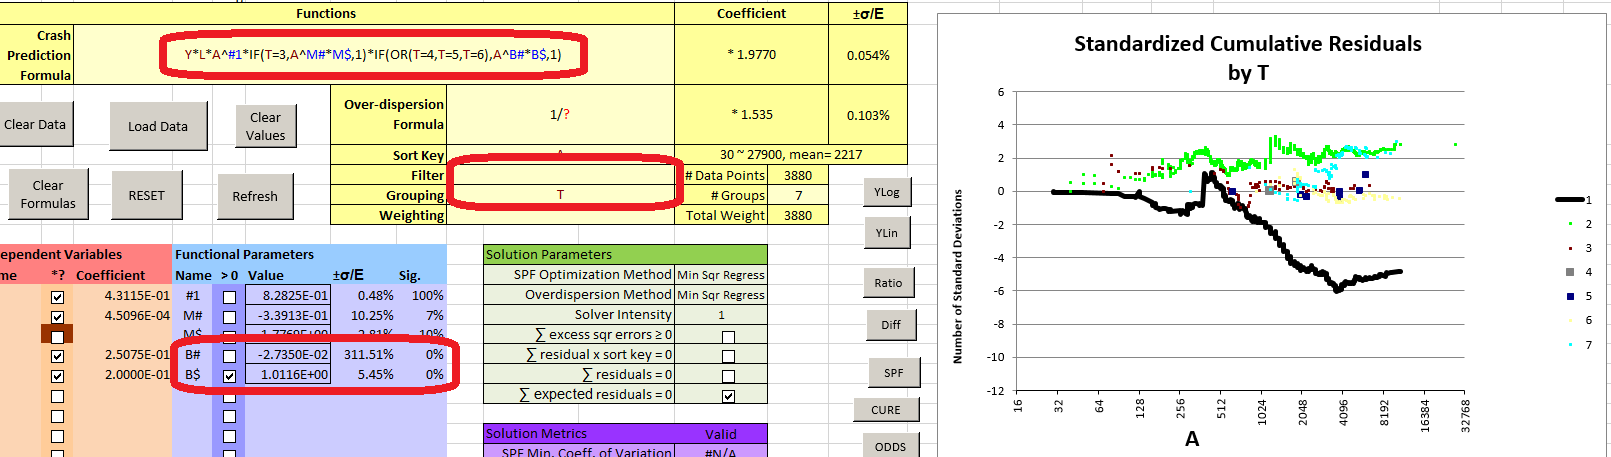 Functions Coefficient ±σ/E
Crash Prediction Formula Y*L*A^#1*IF(T=3,A^M#*M$,1)*IF(OR(T=4,T=5,T=6),A^B#*B$,1) * 1.9770 0.054%
Clear Data
Load Data
Clear Values
Over-dispersion Formula 1/? * 1.535 0.103%
Sort Key 30 ~ 27900, mean= 2217
Filter # Data Points 3880
Grouping T # Groups 7
Weighting Total Weight 3880
Clear Formulas
RESET
Refresh
YLog
YLin
Ratio
Diff
SPF
CURE
ODDS
ependent Variables
me *? Coefficient
4.3115E-01
4.5096E-04
2.5075E-01
2.0000E-01
Functional Parameters
Name > 0 Value ±σ/E Sig.
#1 8.2825E-01 0.48% 100%
M# -3.3913E-01 10.25% 7%
M$
B# -2.7350E-02 311.51% 0%
B$ 1.0116E+00 5.45% 0%
Solution Parameters
SPF Optimization Method Min Sqr Regress
Overdispersion Method Min Sqr Regress
Solver Intensity 1
∑ excess sqr errors ≥ 0
∑ residual x sort key = 0
∑ residuals = 0
∑ expected residuals = 0
Solution Metrics Valid
SPF Min. Coeff. of Variation #N/A
Standardized Cumulative Residuals
by T
Number of Standard Deviations
6
4
2
0
-2
-4
-6
-8
-10
-12
16 32 64 128 256 512 1024 2048 4096 8192 16384 32768
A
1
2
3
4
5
6
7